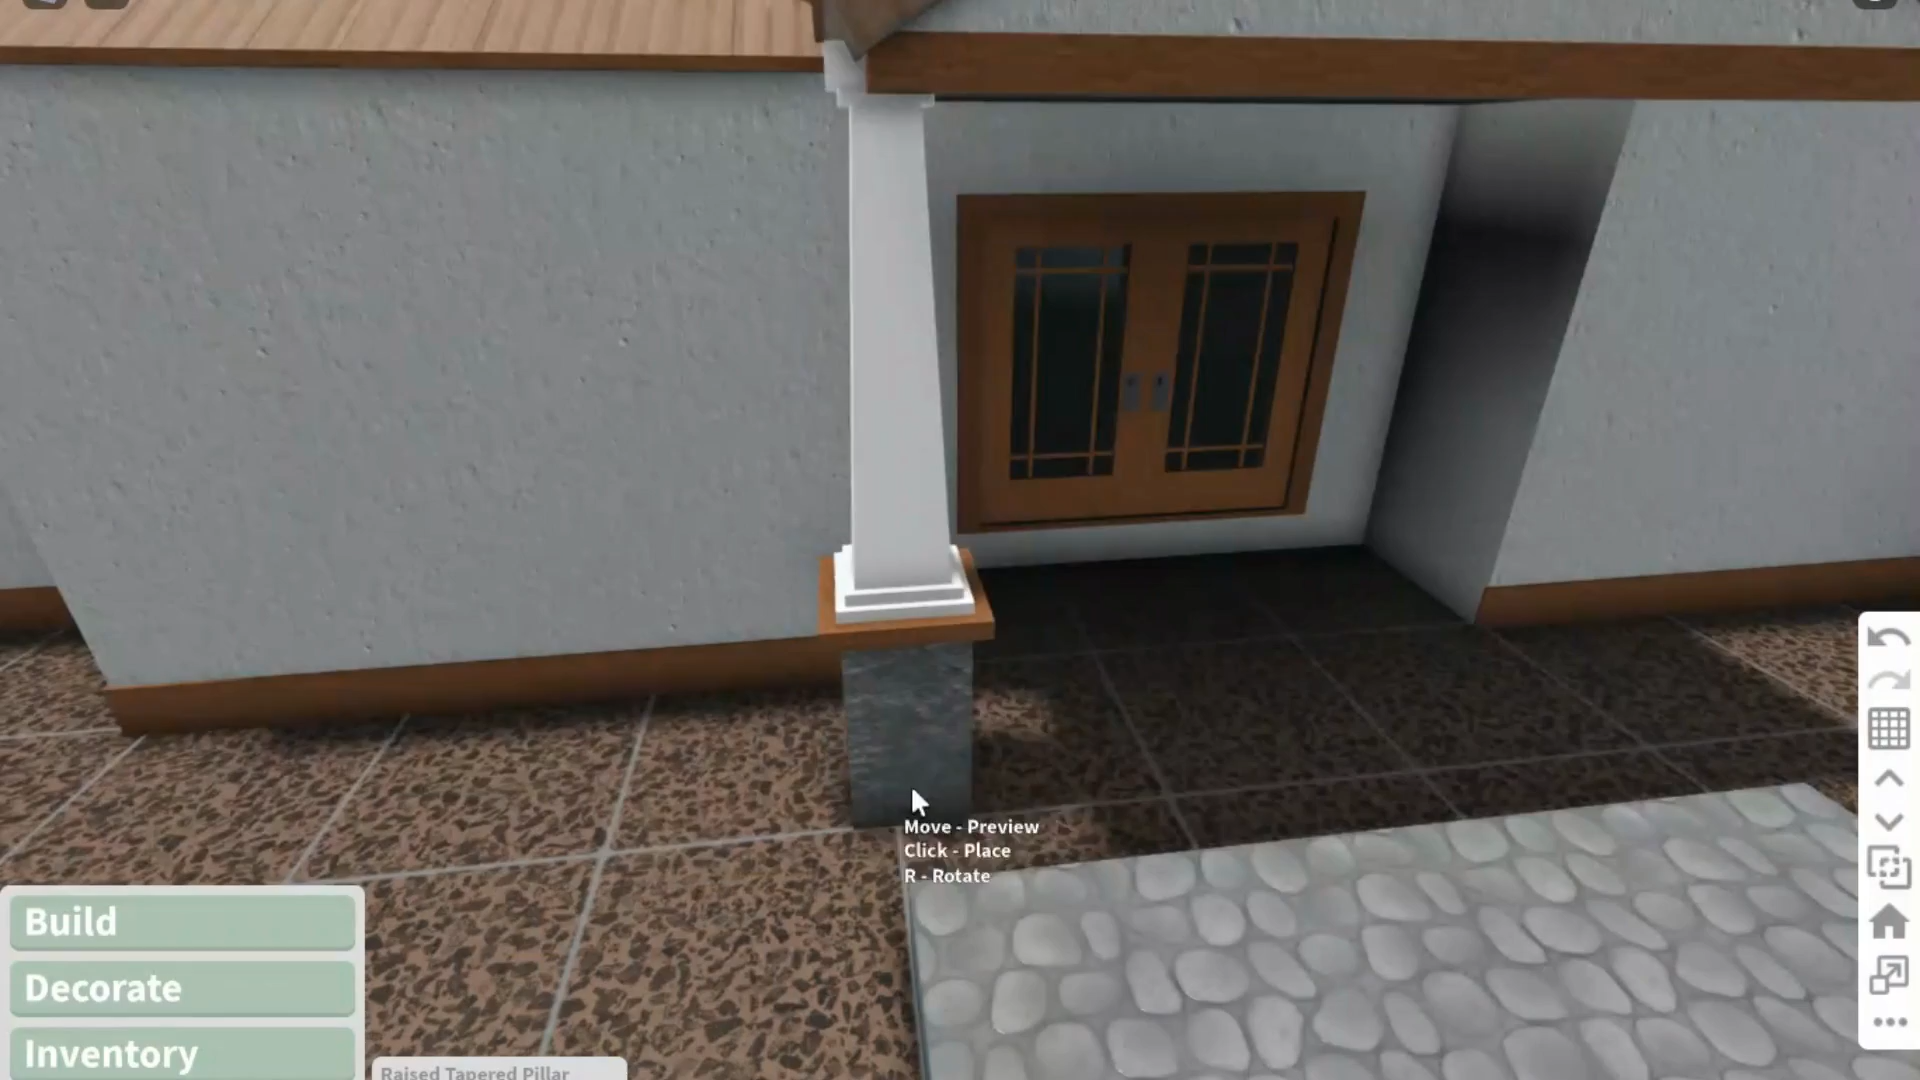 Move - Preview
Click - Place
R - Rotate
Build
Decorate
Inventory
Raised Tapered Pillar